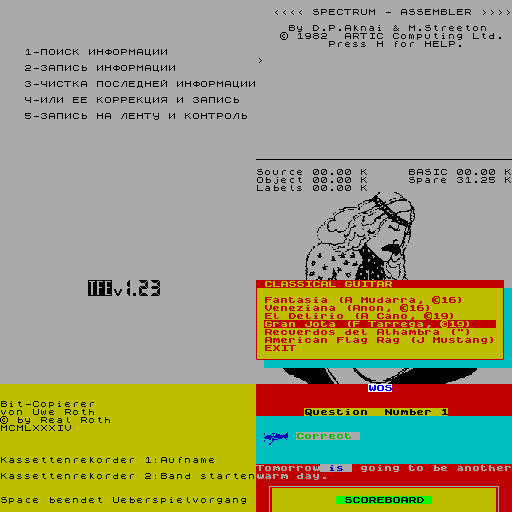 1-ПОИСК ИНФОРМАЦИИ
2-ЗАПИСЬ ИНФОРМАЦИИ
3-ЧИСТКА ПОСЛЕДНЕЙ ИНФОРМАЦИИ
4-ИЛИ ЕЕ КОРРЕКЦИЯ И ЗАПИСЬ
5-ЗАПИСЬ НА ЛЕНТУ И КОНТРОЛЬ
<<<< SPECTRUM - ASSEMBLER >>>>
By D.P.Aknai & M.Streeton
© 1982 ARTIC Computing Ltd.
Press H for HELP.
>
Source 00.00 K BASIC 00.00 K
Object 00.00 K Spare 31.25 K
Labels 00.00 K
TFE v1.23
CLASSICAL GUITAR
Fantasia (A Mudarra, ©16)
Veneziana (Anon, ©16)
El Delirio (A Cano, ©19)
Gran Jota (F Tarrega, ©19)
Recuerdos del Alhambra (")
American Flag Rag (J Mustang)
EXIT
Bit-Copierer
von Uwe Roth
© by Real Roth
MCMLXXXIV
Kassettenrekorder 1:Aufname
Kassettenrekorder 2:Band starten
Space beendet Ueberspielvorgang
WOS
Question Number 1
Correct
Tomorrow is going to be another
warm day.
SCOREBOARD